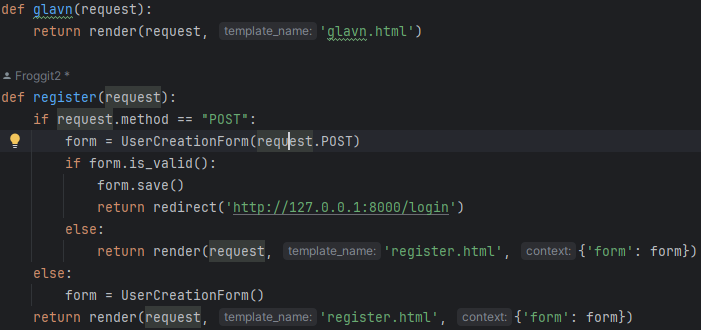 def glavn(request):
    return render(request, template_name: 'glavn.html')
Froggit2 *
def register(request):
    if request.method == "POST":
        form = UserCreationForm(request.POST)
        if form.is_valid():
            form.save()
            return redirect('http://127.0.0.1:8000/login')
        else:
            return render(request, template_name: 'register.html', context: {'form': form})
    else:
        form = UserCreationForm()
    return render(request, template_name: 'register.html', context: {'form': form})